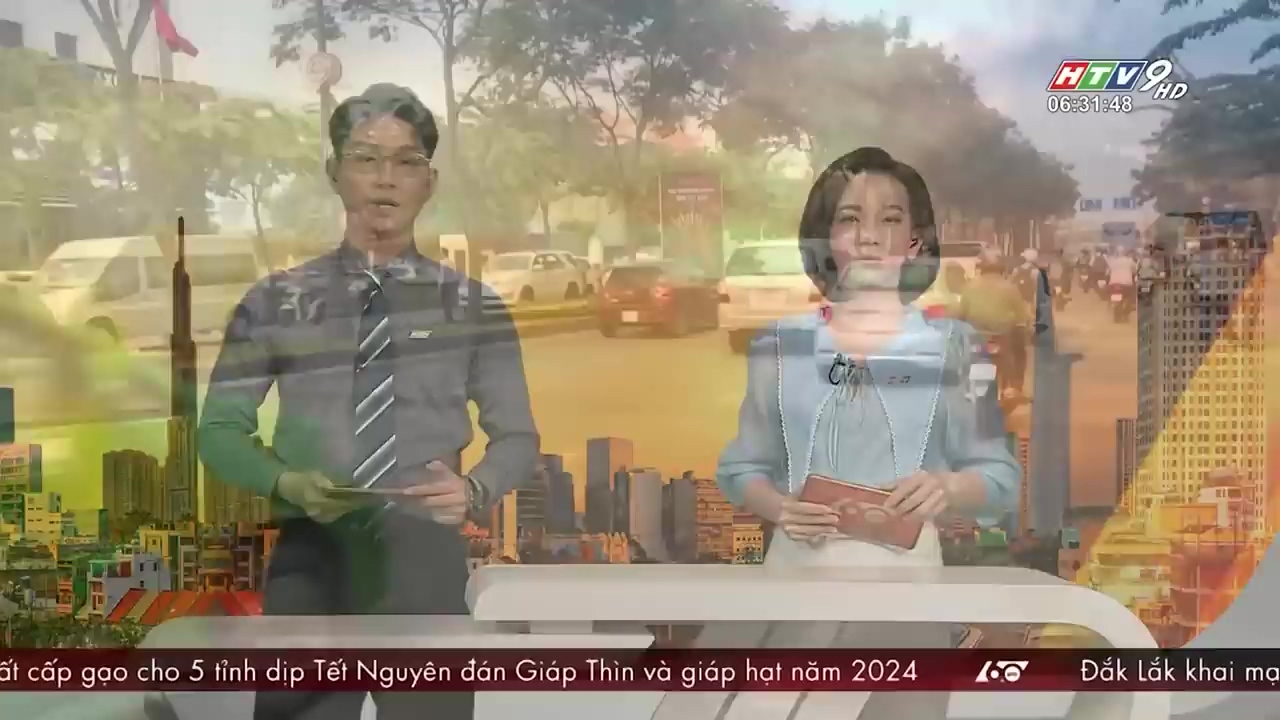 HTV9 HD
06:31:48
ất cấp gạo cho 5 tỉnh dịp Tết Nguyên đán Giáp Thìn và giáp hạt năm 2024
60
Đắk Lắk khai mạ